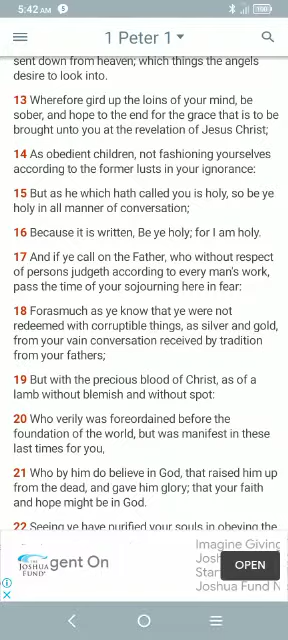 5:42 AM
1 Peter 1
sent down from heaven; which things the angels
desire to look into.
13 Wherefore gird up the loins of your mind, be
sober, and hope to the end for the grace that is to be
brought unto you at the revelation of Jesus Christ;
14 As obedient children, not fashioning yourselves
according to the former lusts in your ignorance:
15 But as he which hath called you is holy, so be ye
holy in all manner of conversation;
16 Because it is written, Be ye holy; for I am holy.
17 And if ye call on the Father, who without respect
of persons judgeth according to every man's work,
pass the time of your sojourning here in fear:
18 Forasmuch as ye know that ye were not
redeemed with corruptible things, as silver and gold,
from your vain conversation received by tradition
from your fathers;
19 But with the precious blood of Christ, as of a
lamb without blemish and without spot:
20 Who verily was foreordained before the
foundation of the world, but was manifest in these
last times for you,
21 Who by him do believe in God, that raised him up
from the dead, and gave him glory; that your faith
and hope might be in God.
22 Seeing ye have purified your souls in obeying the
JOSHUA
FUND
gent On
Imagine Giving
Josh
Star
Joshua Fund N
OPEN